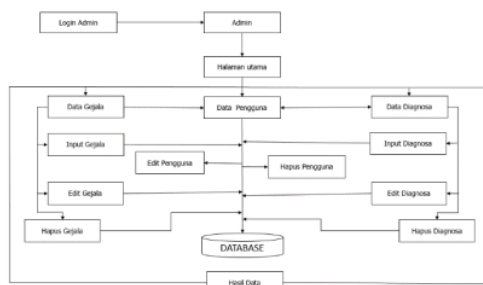 Login Admin
Admin
Halaman utama
Data Gejala
Data Pengguna
Data Diagnosa
Input Gejala
Input Diagnosa
Edit Pengguna
Hapus Pengguna
Edit Gejala
Edit Diagnosa
Hapus Gejala
Hapus Diagnosa
DATABASE
Hasil Data